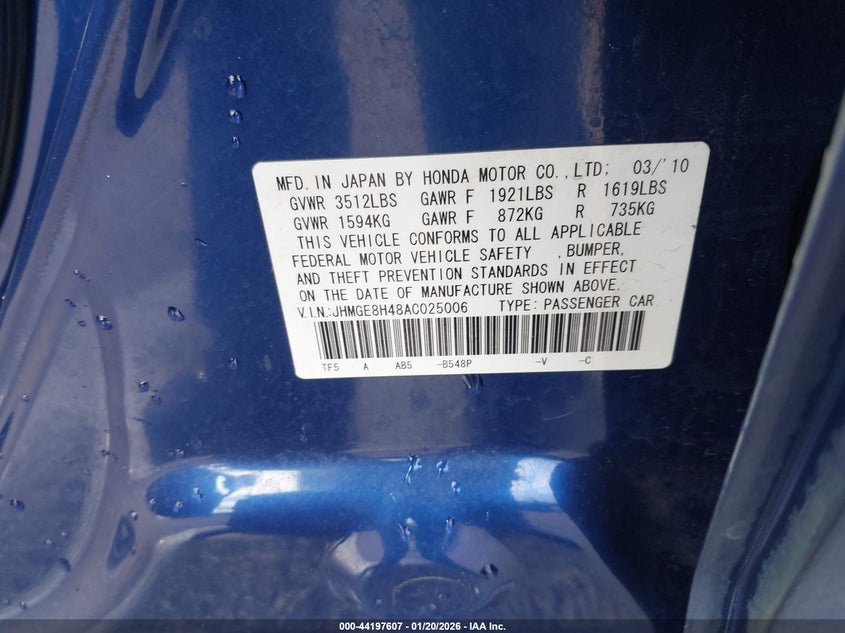 MFD. IN JAPAN BY HONDA MOTOR CO.,LTD; 03/'10
GVWR 3512LBS GAWR F 1921LBS R 1619LBS
GVWR 1594KG GAWR F 872KG R 735KG
THIS VEHICLE CONFORMS TO ALL APPLICABLE
FEDERAL MOTOR VEHICLE SAFETY ,BUMPER,
AND THEFT PREVENTION STANDARDS IN EFFECT
ON THE DATE OF MANUFACTURE SHOWN ABOVE.
V.I.N.:JHMGE8H48AC025006 TYPE: PASSENGER CAR
TF5 A AB5 -B548P -V -C
000-44197607 - 01/20/2026 - IAA Inc.